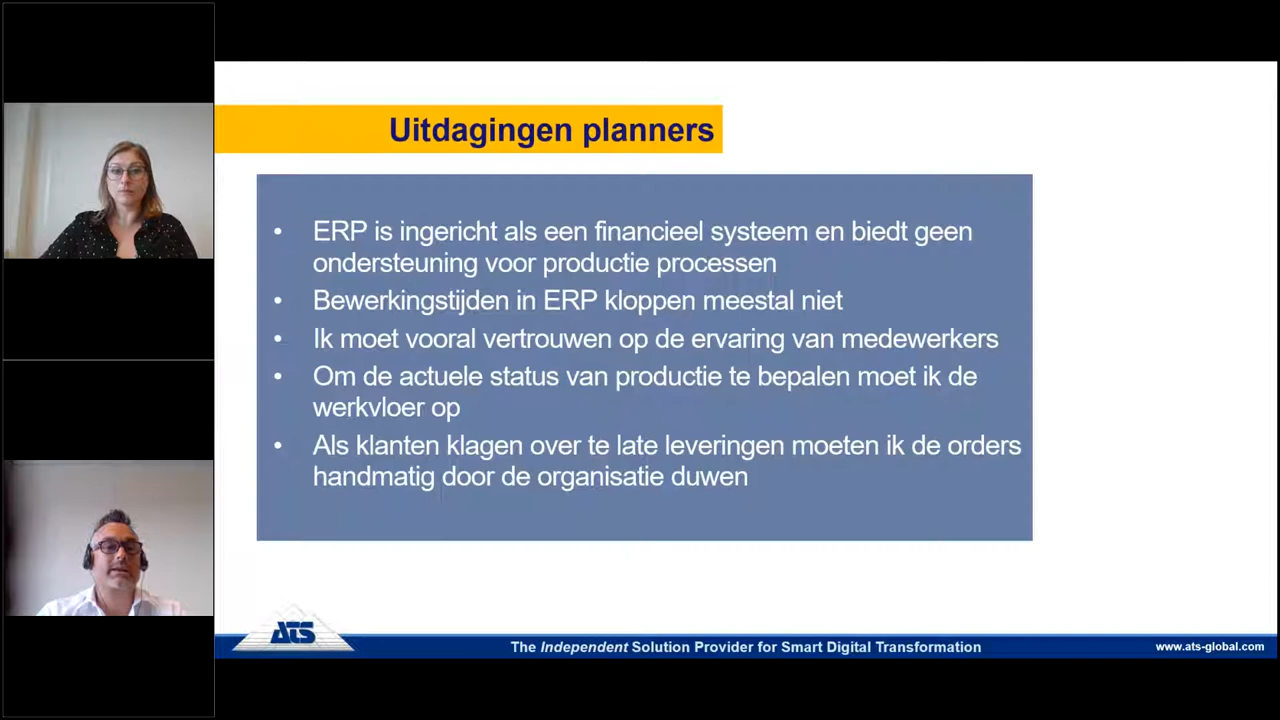 Uitdagingen planners
• ERP is ingericht als een financieel systeem en biedt geen
ondersteuning voor productie processen
• Bewerkingstijden in ERP kloppen meestal niet
• Ik moet vooral vertrouwen op de ervaring van medewerkers
• Om de actuele status van productie te bepalen moet ik de
werkvloer op
• Als klanten klagen over te late leveringen moeten ik de orders
handmatig door de organisatie duwen
ATS
The Independent Solution Provider for Smart Digital Transformation
www.ats-global.com